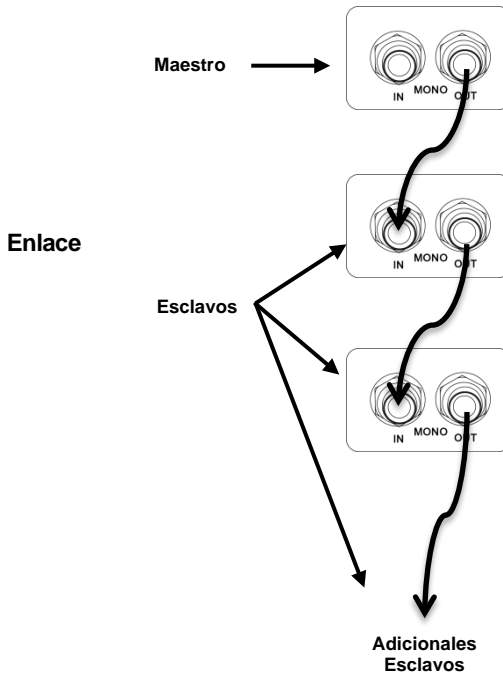 Maestro
MONO
IN OUT
Enlace
MONO
IN OUT
Esclavos
MONO
IN OUT
Adicionales
Esclavos